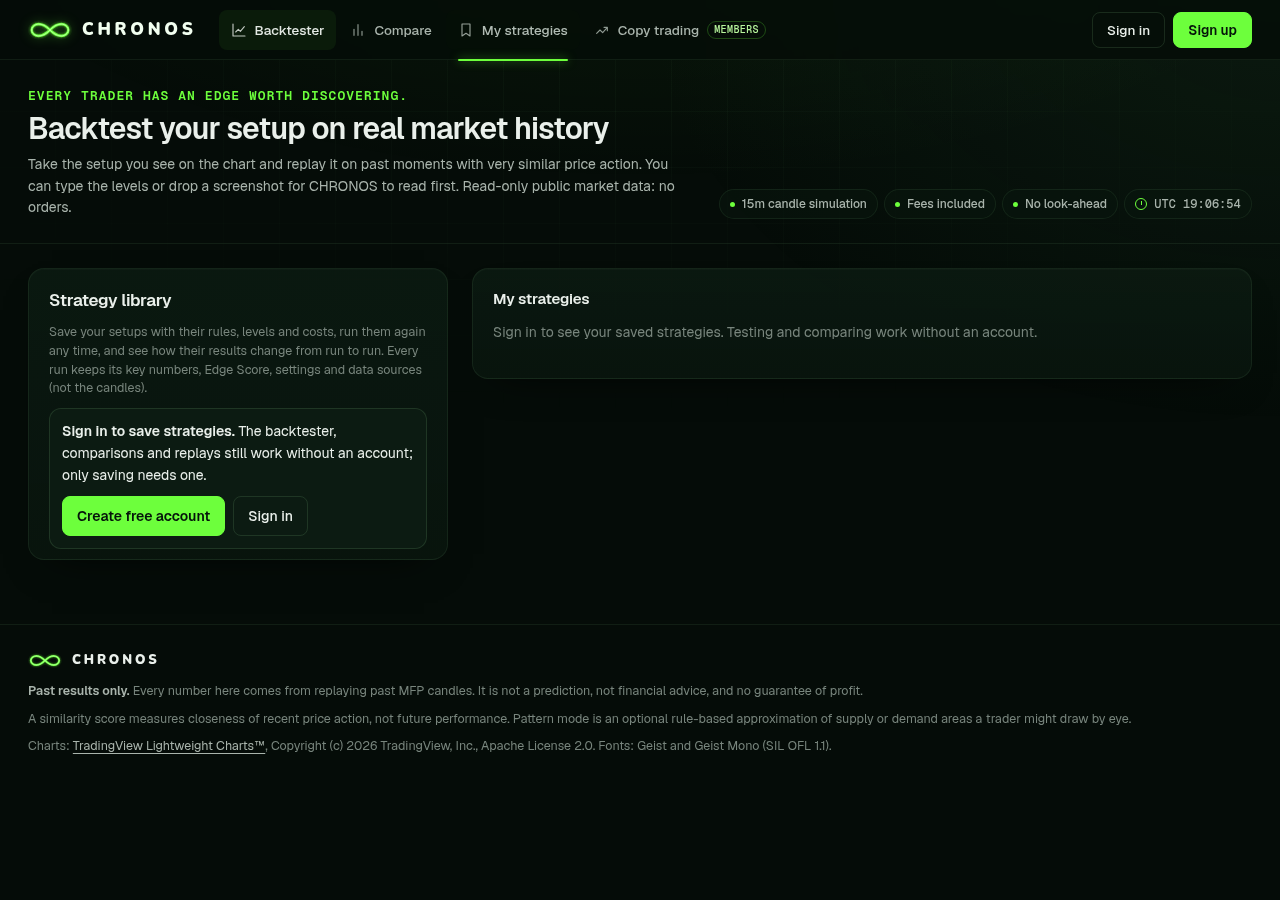 CHRONOS
Backtester
Compare
My strategies
Copy trading
MEMBERS
Sign in
Sign up
EVERY TRADER HAS AN EDGE WORTH DISCOVERING.
Backtest your setup on real market history
Take the setup you see on the chart and replay it on past moments with very similar price action. You
can type the levels or drop a screenshot for CHRONOS to read first. Read-only public market data: no
orders.
15m candle simulation
Fees included
No look-ahead
UTC 19:06:54
Strategy library
Save your setups with their rules, levels and costs, run them again
any time, and see how their results change from run to run. Every
run keeps its key numbers, Edge Score, settings and data sources
(not the candles).
Sign in to save strategies. The backtester,
comparisons and replays still work without an account;
only saving needs one.
Create free account
Sign in
My strategies
Sign in to see your saved strategies. Testing and comparing work without an account.
CHRONOS
Past results only. Every number here comes from replaying past MFP candles. It is not a prediction, not financial advice, and no guarantee of profit.
A similarity score measures closeness of recent price action, not future performance. Pattern mode is an optional rule-based approximation of supply or demand areas a trader might draw by eye.
Charts: TradingView Lightweight Charts™, Copyright (c) 2026 TradingView, Inc., Apache License 2.0. Fonts: Geist and Geist Mono (SIL OFL 1.1).